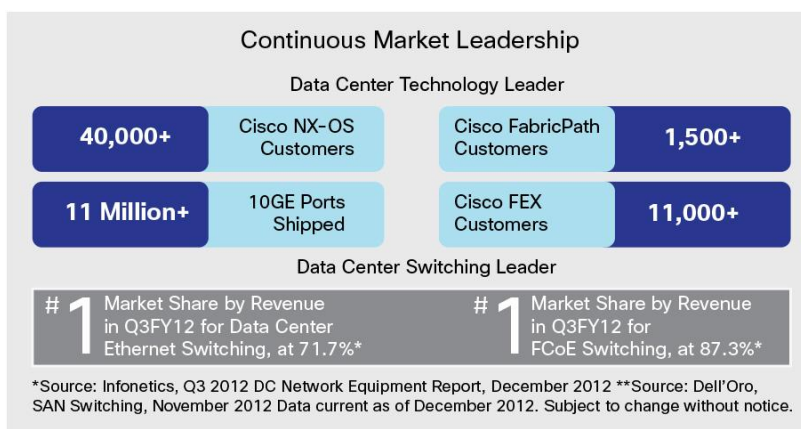 Continuous Market Leadership
Data Center Technology Leader
40,000+
Cisco NX-OS
Customers
Cisco FabricPath
Customers
1,500+
11 Million+
10GE Ports
Shipped
Cisco FEX
Customers
11,000+
Data Center Switching Leader
#1
Market Share by Revenue
in Q3FY12 for Data Center
Ethernet Switching, at 71.7%*
#1
Market Share by Revenue
in Q3FY12 for
FCoE Switching, at 87.3%*
*Source: Infonetics, Q3 2012 DC Network Equipment Report, December 2012 **Source: Dell’Oro,
SAN Switching, November 2012 Data current as of December 2012. Subject to change without notice.